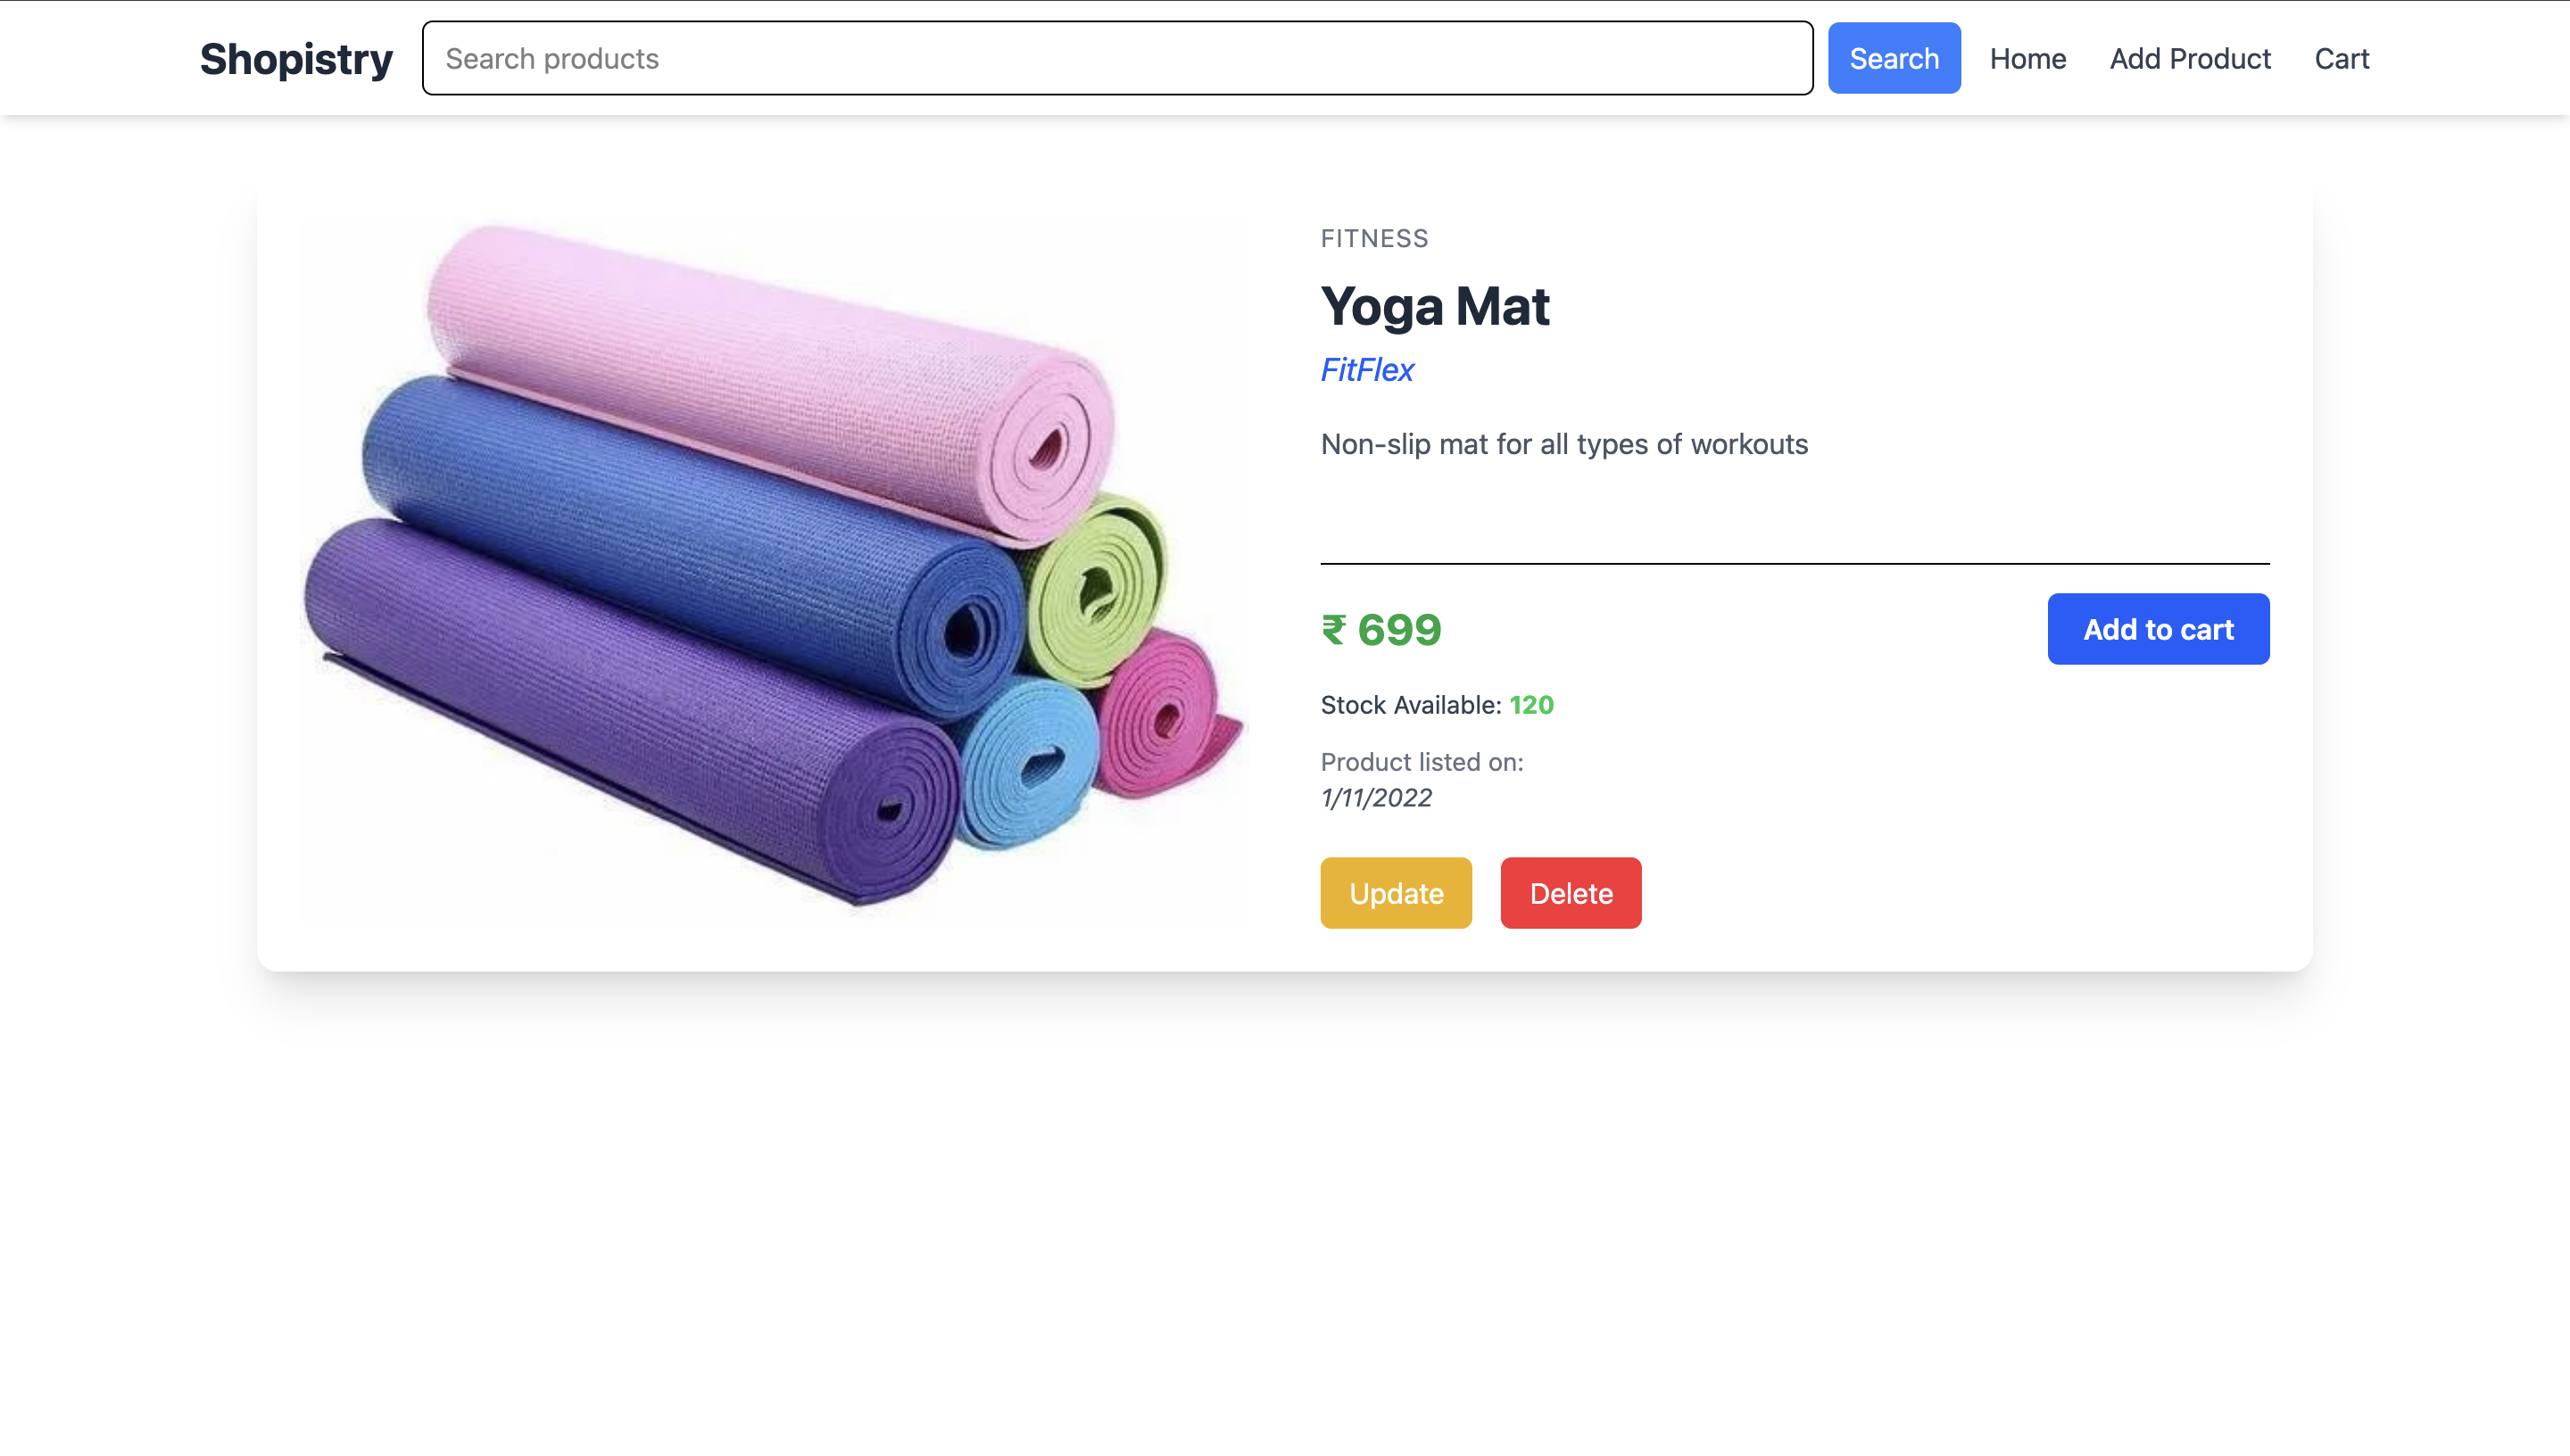 Shopistry
Search products
Search
Home
Add Product
Cart
FITNESS
Yoga Mat
FitFlex
Non-slip mat for all types of workouts
₹ 699
Add to cart
Stock Available: 120
Product listed on:
1/11/2022
Update
Delete